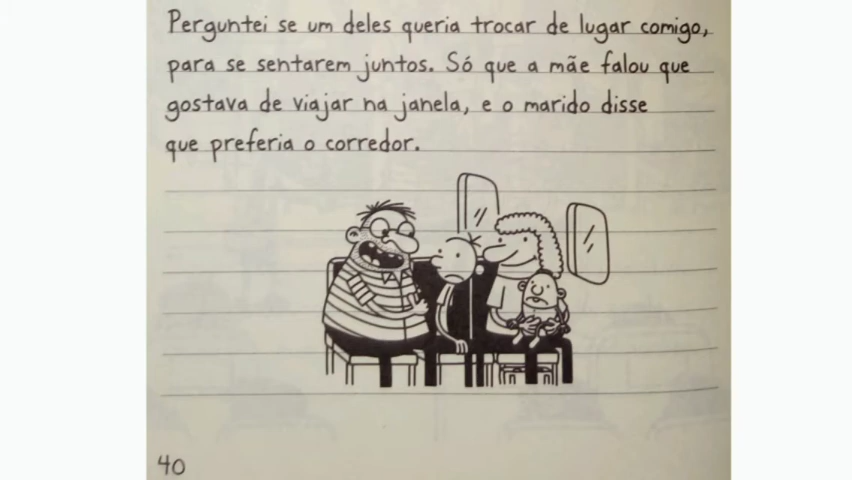 Perguntei se um deles queria trocar de lugar comigo,
para se sentarem juntos. Só que a mãe falou que
gostava de viajar na janela, e o marido disse
que preferia o corredor.
40